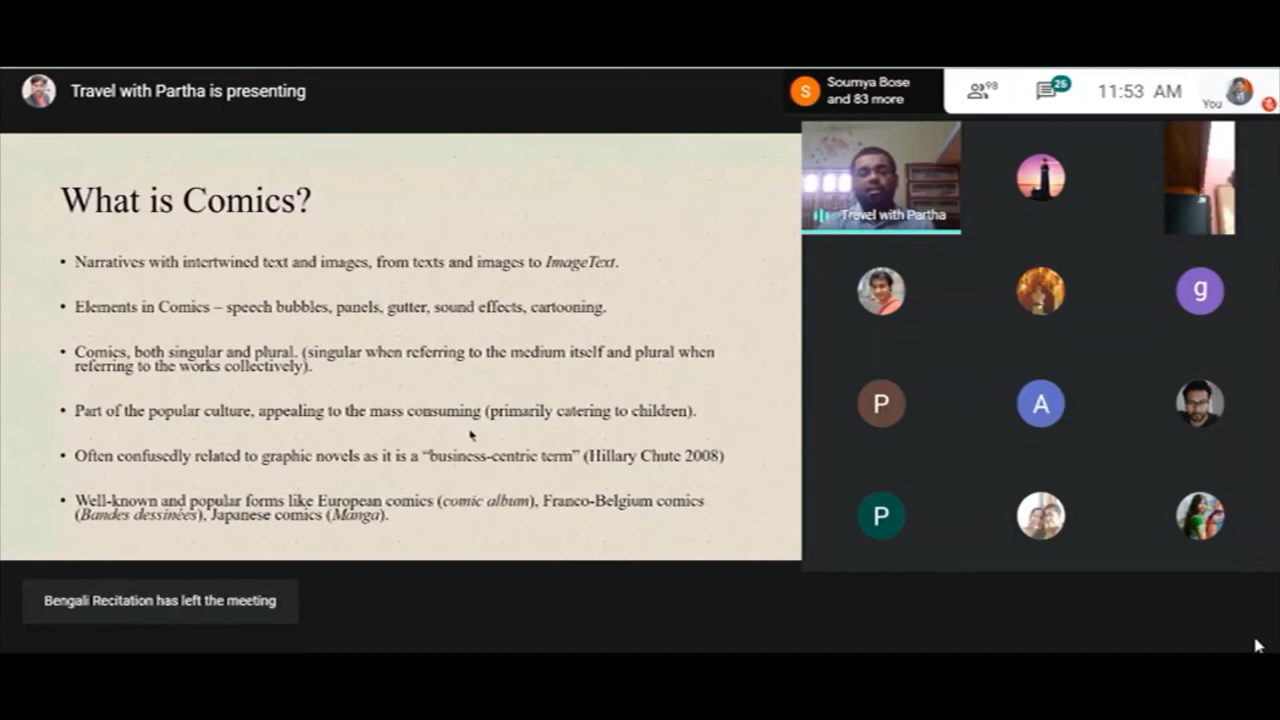 Travel with Partha is presenting
S
Soumya Bose
and 83 more
98
26
11:53 AM
You
What is Comics?
• Narratives with intertwined text and images, from texts and images to ImageText.
• Elements in Comics – speech bubbles, panels, gutter, sound effects, cartooning.
• Comics, both singular and plural. (singular when referring to the medium itself and plural when
referring to the works collectively).
• Part of the popular culture, appealing to the mass consuming (primarily catering to children).
• Often confusedly related to graphic novels as it is a “business-centric term” (Hillary Chute 2008)
• Well-known and popular forms like European comics (comic album), Franco-Belgium comics
(Bandes dessinées), Japanese comics (Manga).
Travel with Partha
g
P
A
P
Bengali Recitation has left the meeting